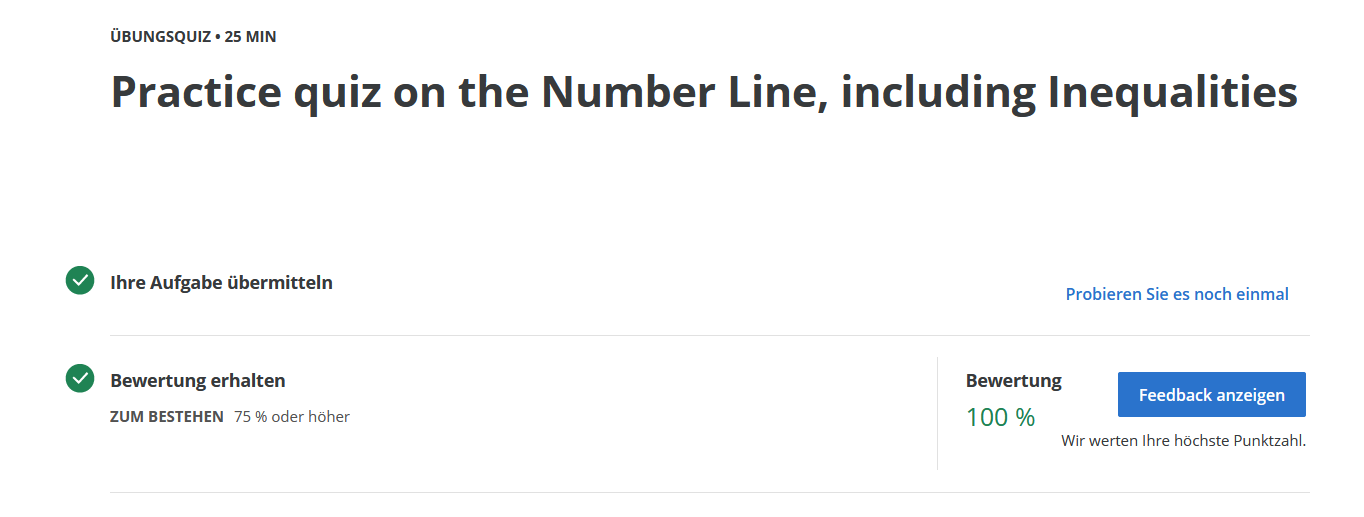 ÜBUNGSQUIZ • 25 MIN
Practice quiz on the Number Line, including Inequalities
Ihre Aufgabe übermitteln
Probieren Sie es noch einmal
Bewertung erhalten
ZUM BESTEHEN 75 % oder höher
Bewertung
100 %
Feedback anzeigen
Wir werten Ihre höchste Punktzahl.